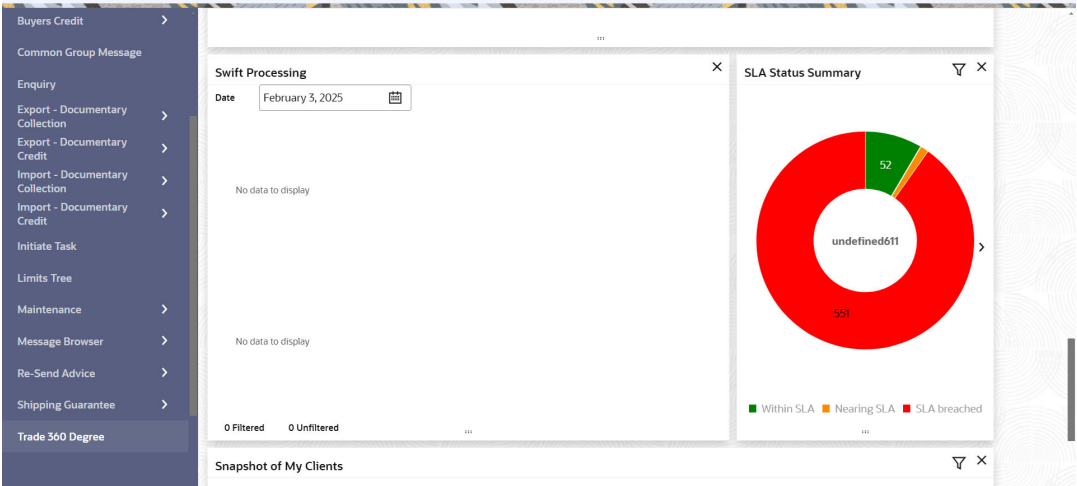 Buyers Credit
Common Group Message
Enquiry
Export - Documentary
Collection
Export - Documentary
Credit
Import - Documentary
Collection
Import - Documentary
Credit
Initiate Task
Limits Tree
Maintenance
Message Browser
Re-Send Advice
Shipping Guarantee
Trade 360 Degree
Swift Processing
Date February 3, 2025
No data to display
No data to display
0 Filtered 0 Unfiltered
SLA Status Summary
52
undefined611
551
Within SLA Nearing SLA SLA breached
Snapshot of My Clients